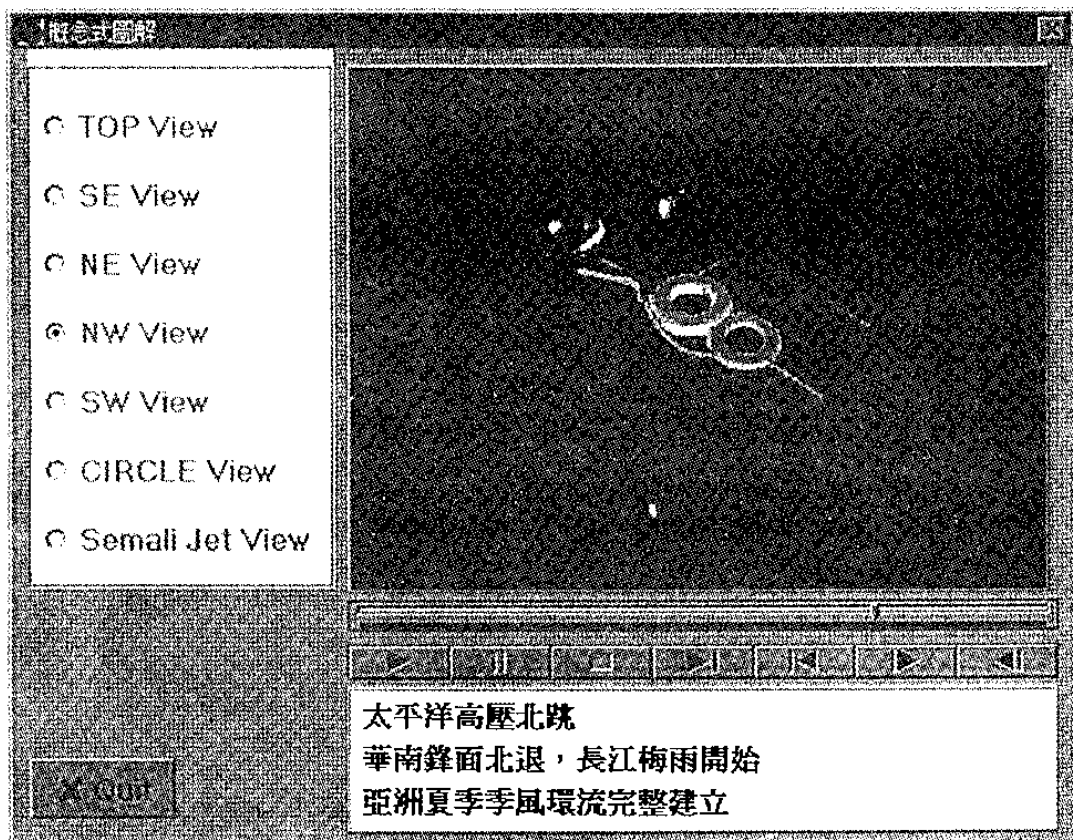 概念式圖解
TOP View
SE View
NE View
NW View
SW View
CIRCLE View
Semali Jet View
Quit
太平洋高壓北跳
華南鋒面北退，長江梅雨開始
亞洲夏季季風環流完整建立